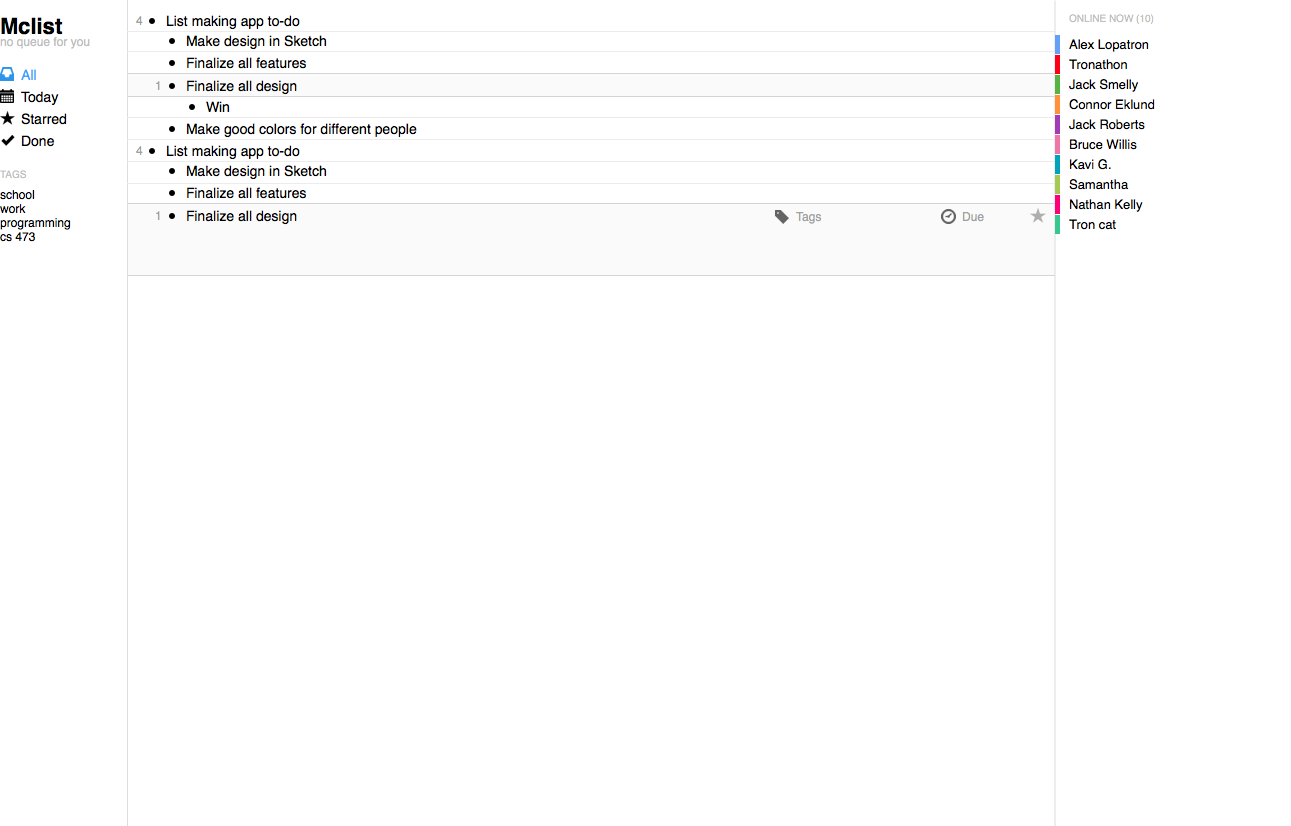 Mclist
no queue for you
All
Today
Starred
Done
TAGS
school
work
programming
cs 473
4 • List making app to-do
• Make design in Sketch
• Finalize all features
1 • Finalize all design
• Win
• Make good colors for different people
4 • List making app to-do
• Make design in Sketch
• Finalize all features
1 • Finalize all design Tags Due
ONLINE NOW (10)
Alex Lopatron
Tronathon
Jack Smelly
Connor Eklund
Jack Roberts
Bruce Willis
Kavi G.
Samantha
Nathan Kelly
Tron cat